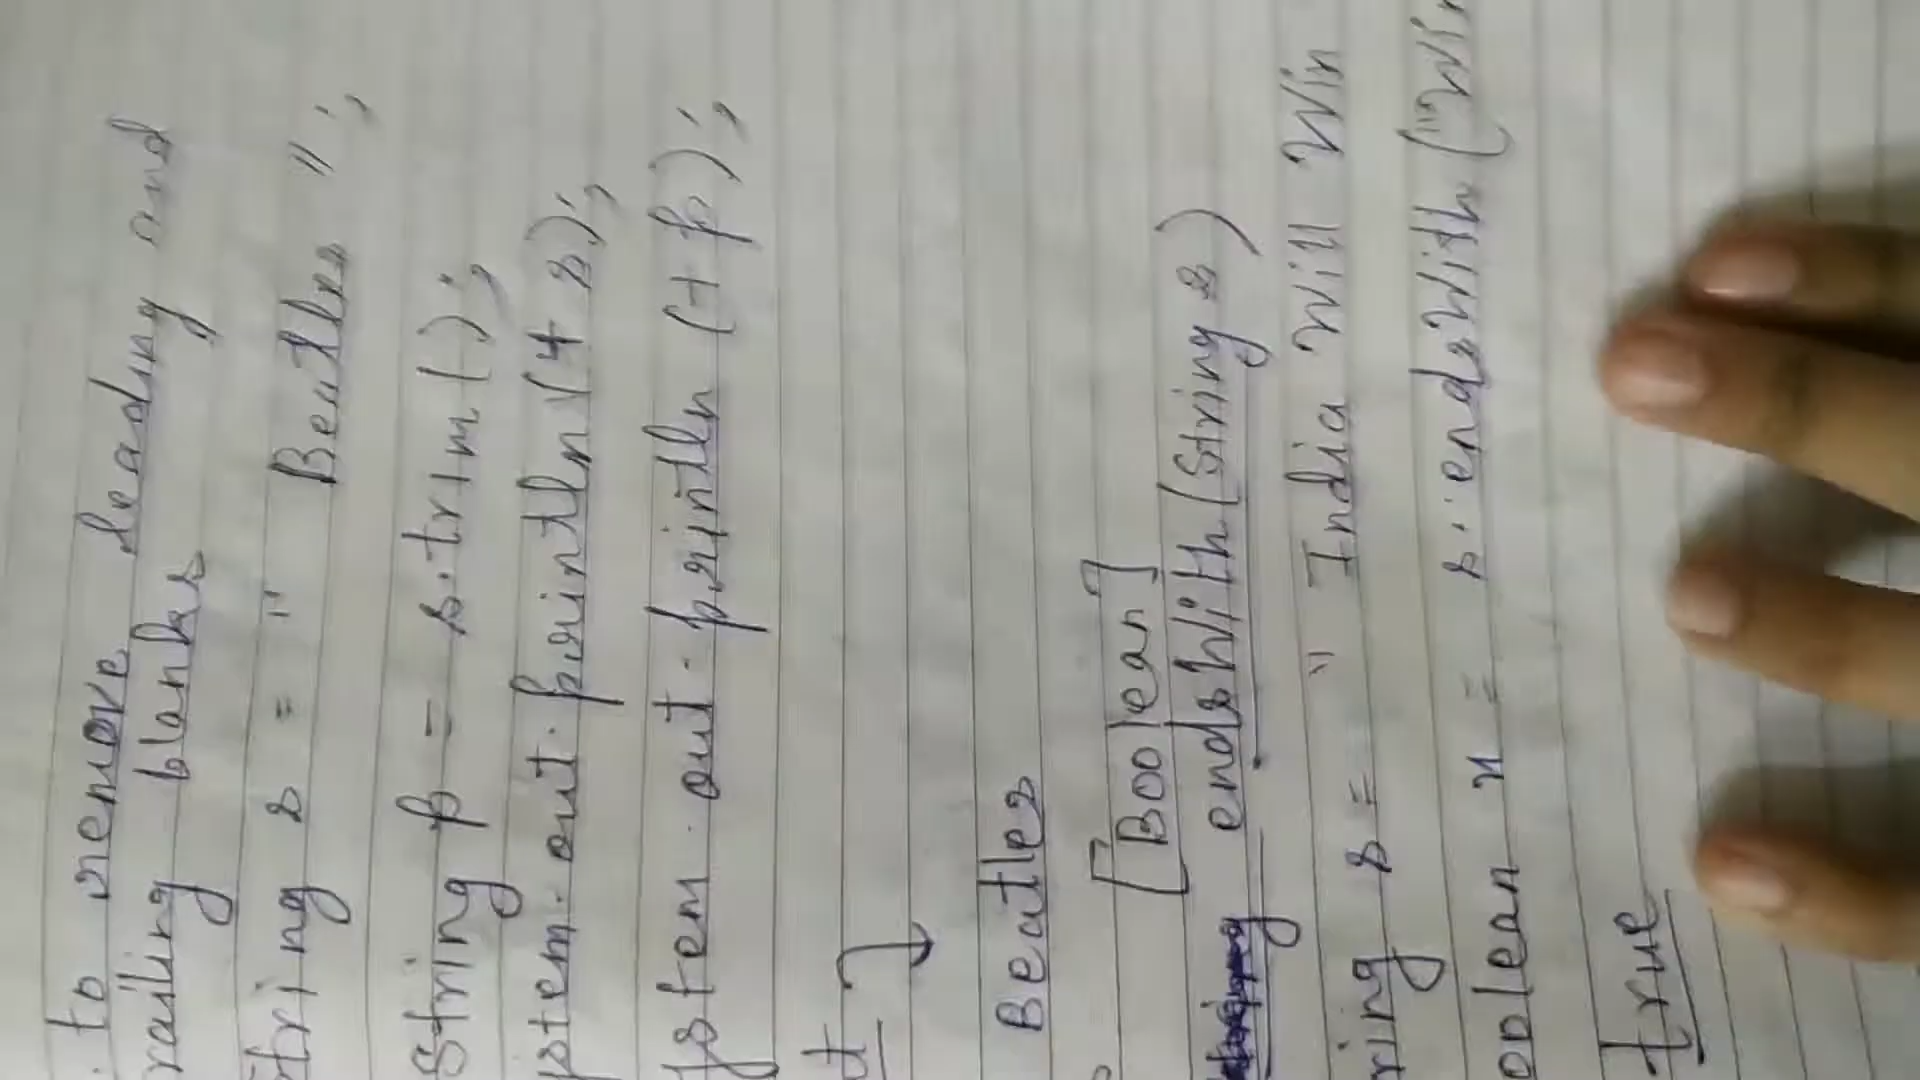 to remove leading and
railing blanks
tring s = " Beatles ";
String p = s.trim();
stem.out.println(+ s);
ystem.out.println(+ p);
t
Beatles
[Boolean]
endsWith(String s)
ring s = " India Will Win
oolean x = s.endsWith("Win
true